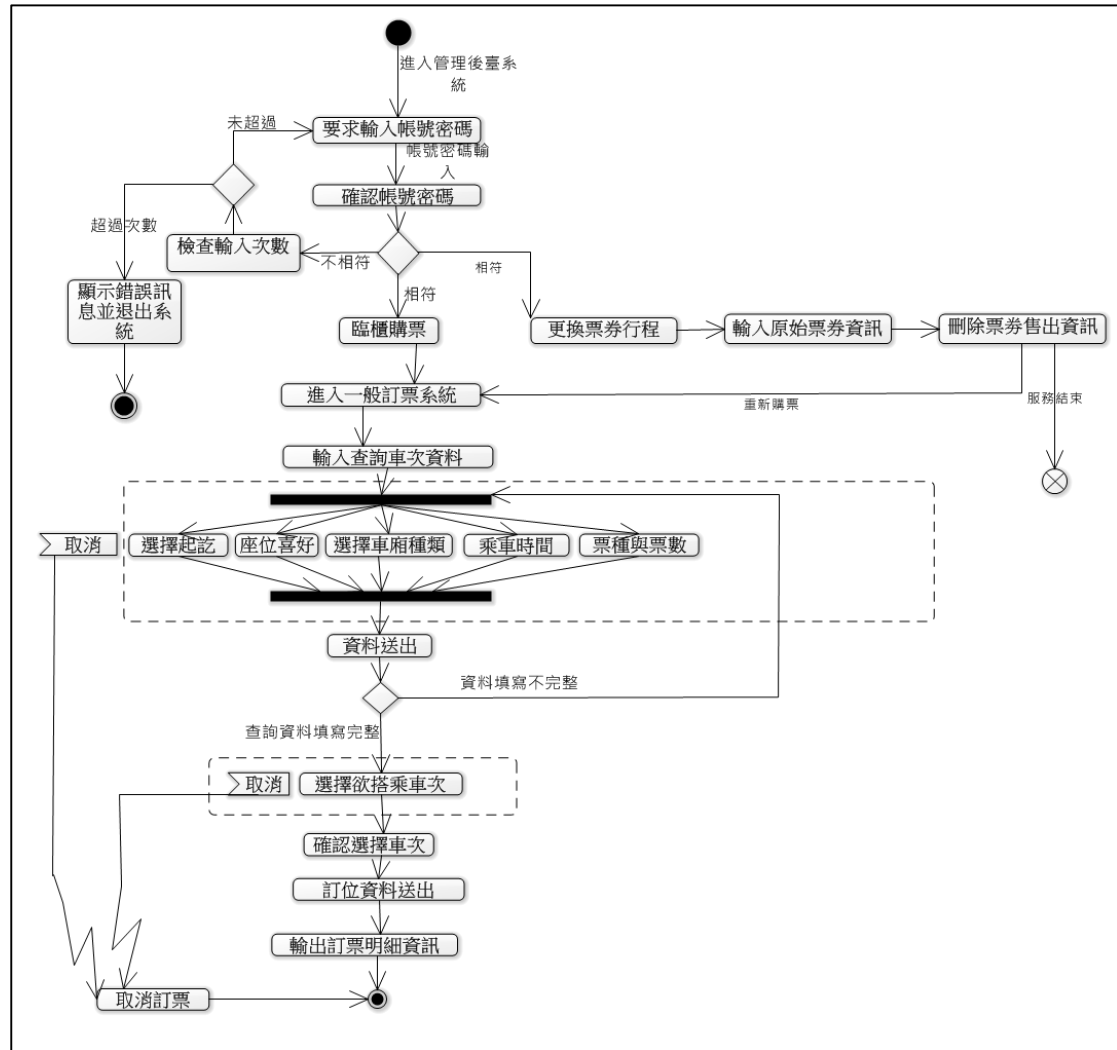 進入管理後臺系
統
未超過
要求輸入帳號密碼
帳號密碼輸
入
確認帳號密碼
超過次數
檢查輸入次數
不相符
相符
相符
顯示錯誤訊
息並退出系
統
臨櫃購票
更換票券行程
輸入原始票券資訊
刪除票券售出資訊
進入一般訂票系統
重新購票
服務結束
輸入查詢車次資料
取消
選擇起訖
座位喜好
選擇車廂種類
乘車時間
票種與票數
資料送出
資料填寫不完整
查詢資料填寫完整
取消
選擇欲搭乘車次
確認選擇車次
訂位資料送出
輸出訂票明細資訊
取消訂票